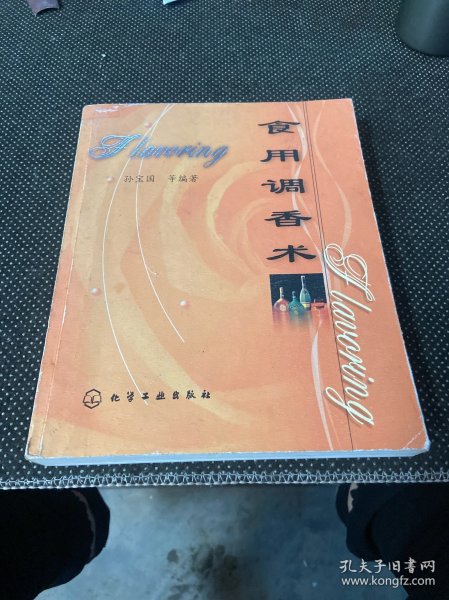 Flavoring
孙宝国 等编著
食用调香术
Flavoring
化学工业出版社
孔夫子旧书网
www.kongfz.com